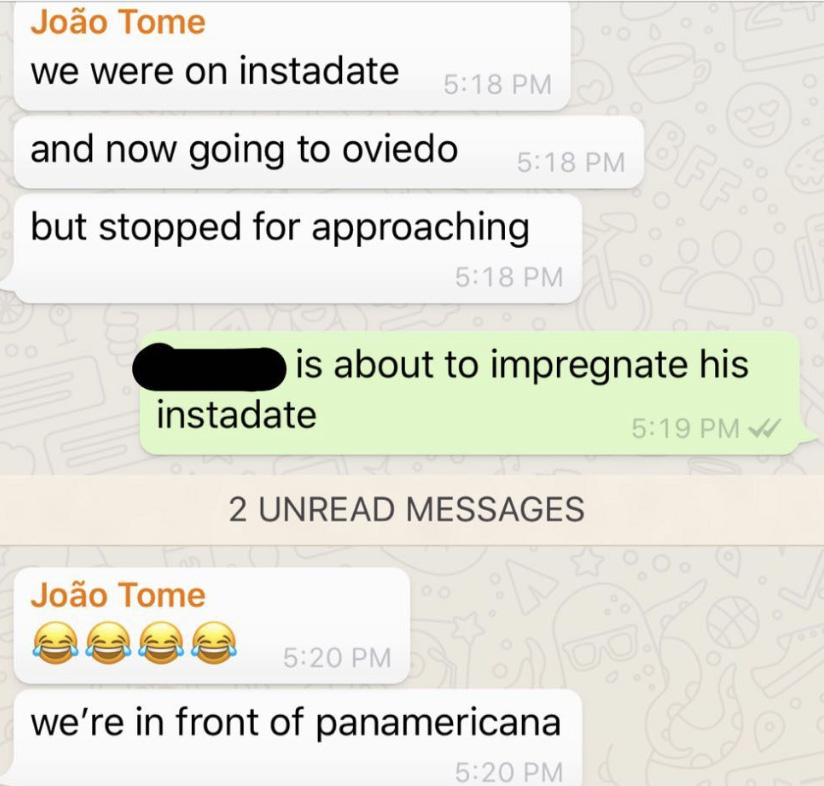 João Tome
we were on instadate 5:18 PM
and now going to oviedo 5:18 PM
but stopped for approaching
5:18 PM
is about to impregnate his
instadate 5:19 PM
2 UNREAD MESSAGES
João Tome
😂😂😂😂 5:20 PM
we're in front of panamericana
5:20 PM